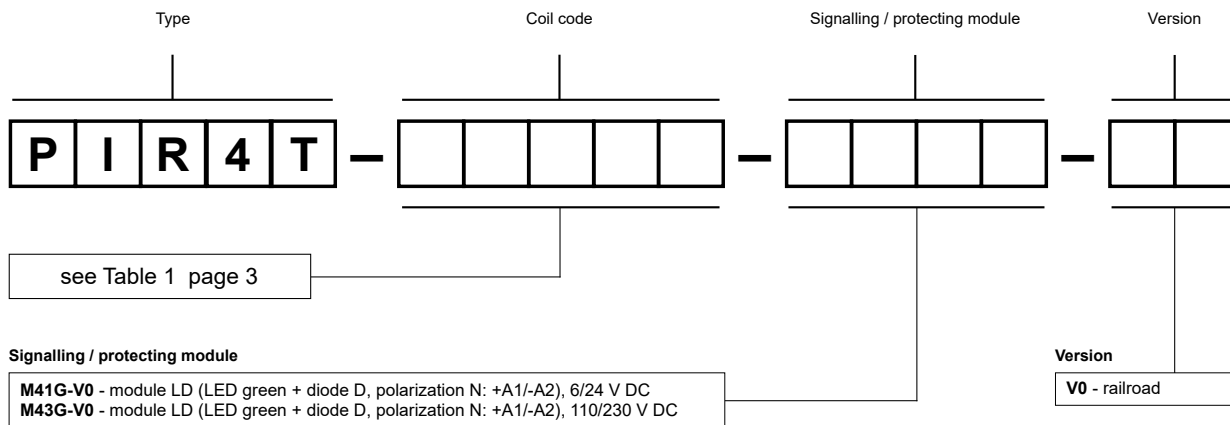 Type Coil code Signalling / protecting module Version
P I R 4 T – – –
see Table 1 page 3
Signalling / protecting module
M41G-V0 - module LD (LED green + diode D, polarization N: +A1/-A2), 6/24 V DC
M43G-V0 - module LD (LED green + diode D, polarization N: +A1/-A2), 110/230 V DC
Version
V0 - railroad